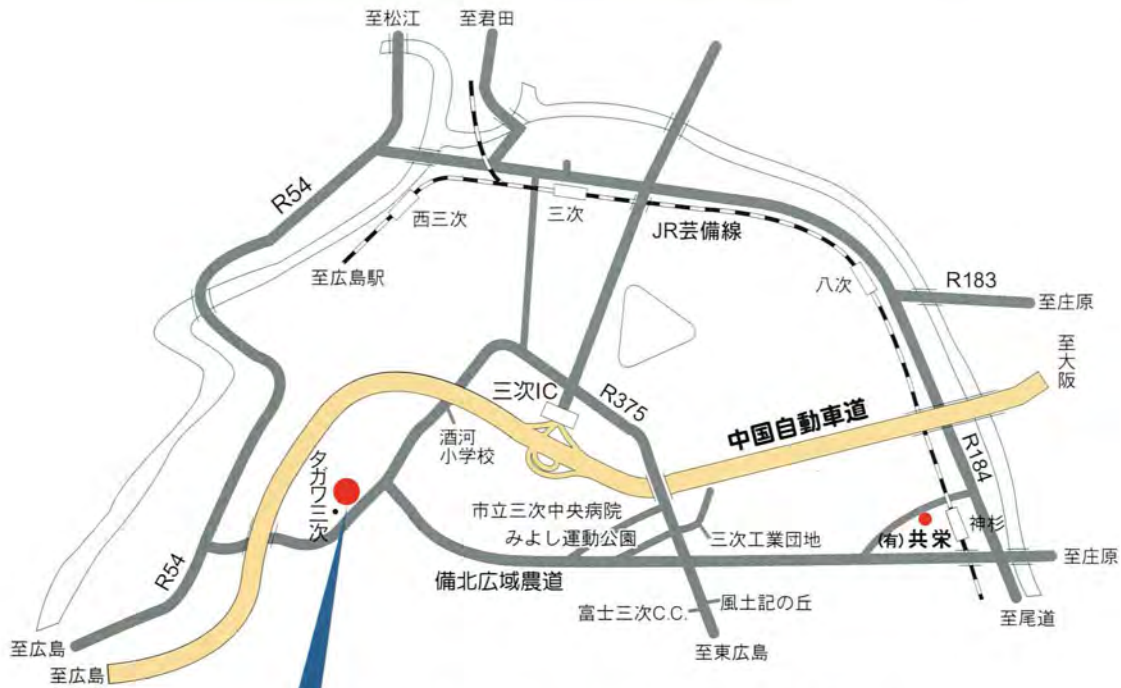 至松江
至君田
R54
西三次
三次
JR芸備線
至広島駅
八次
R183
至庄原
至大阪
三次IC
R375
中国自動車道
酒河
小学校
R184
タガワ三次
市立三次中央病院
みよし運動公園
三次工業団地
(有)共栄
神杉
備北広域農道
至庄原
R54
富士三次C.C.
風土記の丘
至尾道
至広島
至広島
至東広島